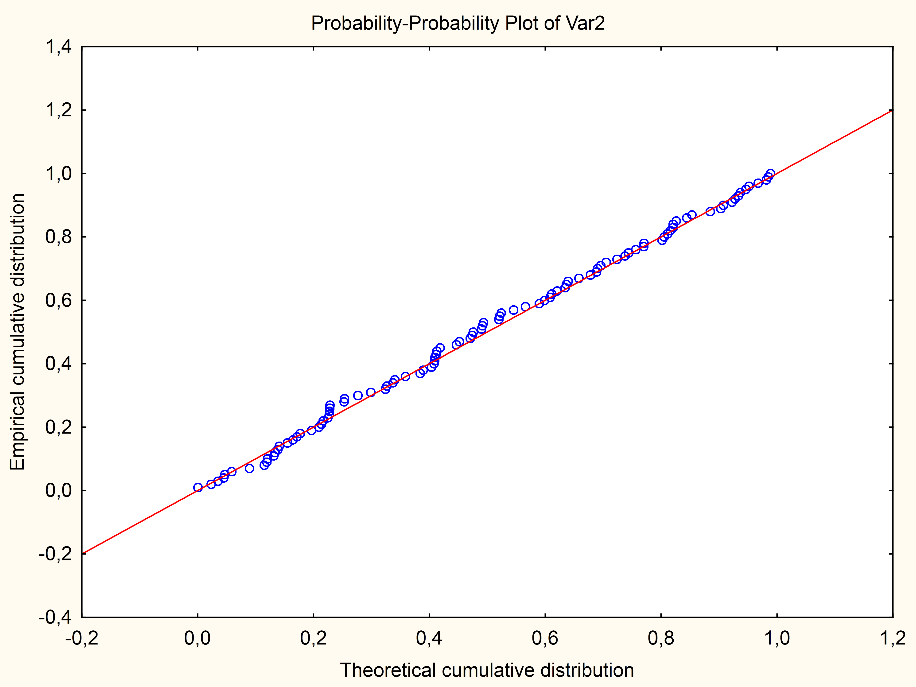 Probability-Probability Plot of Var2
1,4
1,2
1,0
0,8
0,6
0,4
0,2
0,0
-0,2
-0,4
Empirical cumulative distribution
-0,2 0,0 0,2 0,4 0,6 0,8 1,0 1,2
Theoretical cumulative distribution